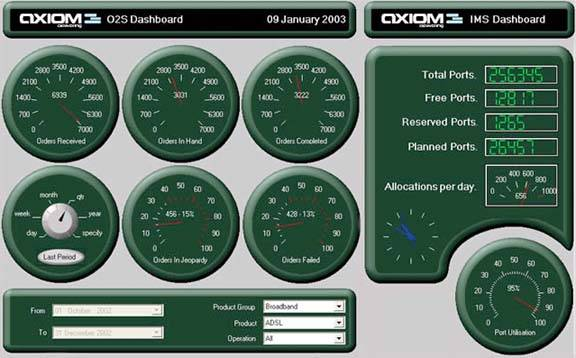 AXIOM O2S Dashboard 09 January 2003
AXIOM IMS Dashboard
0 700 1400 2100 2800 3500 4200 4900 5600 6300 7000
6939
Orders Received
0 700 1400 2100 2800 3500 4200 4900 5600 6300 7000
3031
Orders In Hand
0 700 1400 2100 2800 3500 4200 4900 5600 6300 7000
3222
Orders Completed
Total Ports. 256345
Free Ports. 12817
Reserved Ports. 1265
Planned Ports. 26457
Allocations per day. 0 200 400 600 800 1000
656
day week month qtr year specify
Last Period
0 10 20 30 40 50 60 70 80 90 100
456 - 15%
Orders In Jeopardy
0 10 20 30 40 50 60 70 80 90 100
428 - 13%
Orders Failed
0 10 20 30 40 50 60 70 80 90 100
95%
Port Utilisation
From 01 October 2002
To 31 December 2002
Product Group Broadband
Product ADSL
Operation All